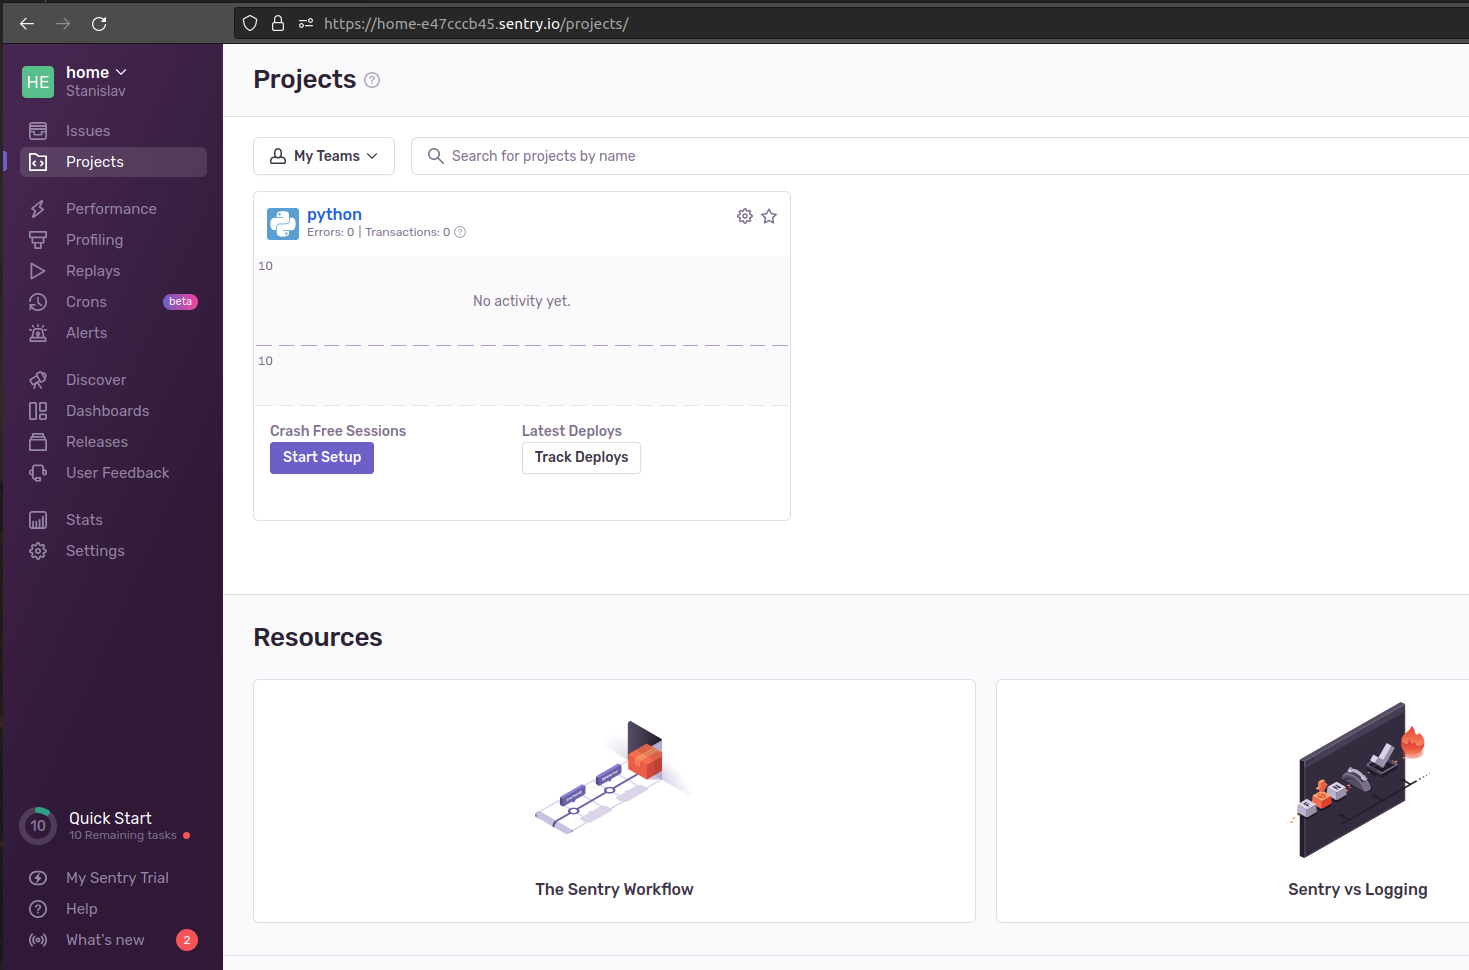 https://home-e47cccb45.sentry.io/projects/
HE
home
Stanislav
Issues
Projects
Performance
Profiling
Replays
Crons
beta
Alerts
Discover
Dashboards
Releases
User Feedback
Stats
Settings
10
Quick Start
10 Remaining tasks
My Sentry Trial
Help
What's new
2
Projects
My Teams
Search for projects by name
python
Errors: 0 | Transactions: 0
10
No activity yet.
10
Crash Free Sessions
Start Setup
Latest Deploys
Track Deploys
Resources
The Sentry Workflow
Sentry vs Logging